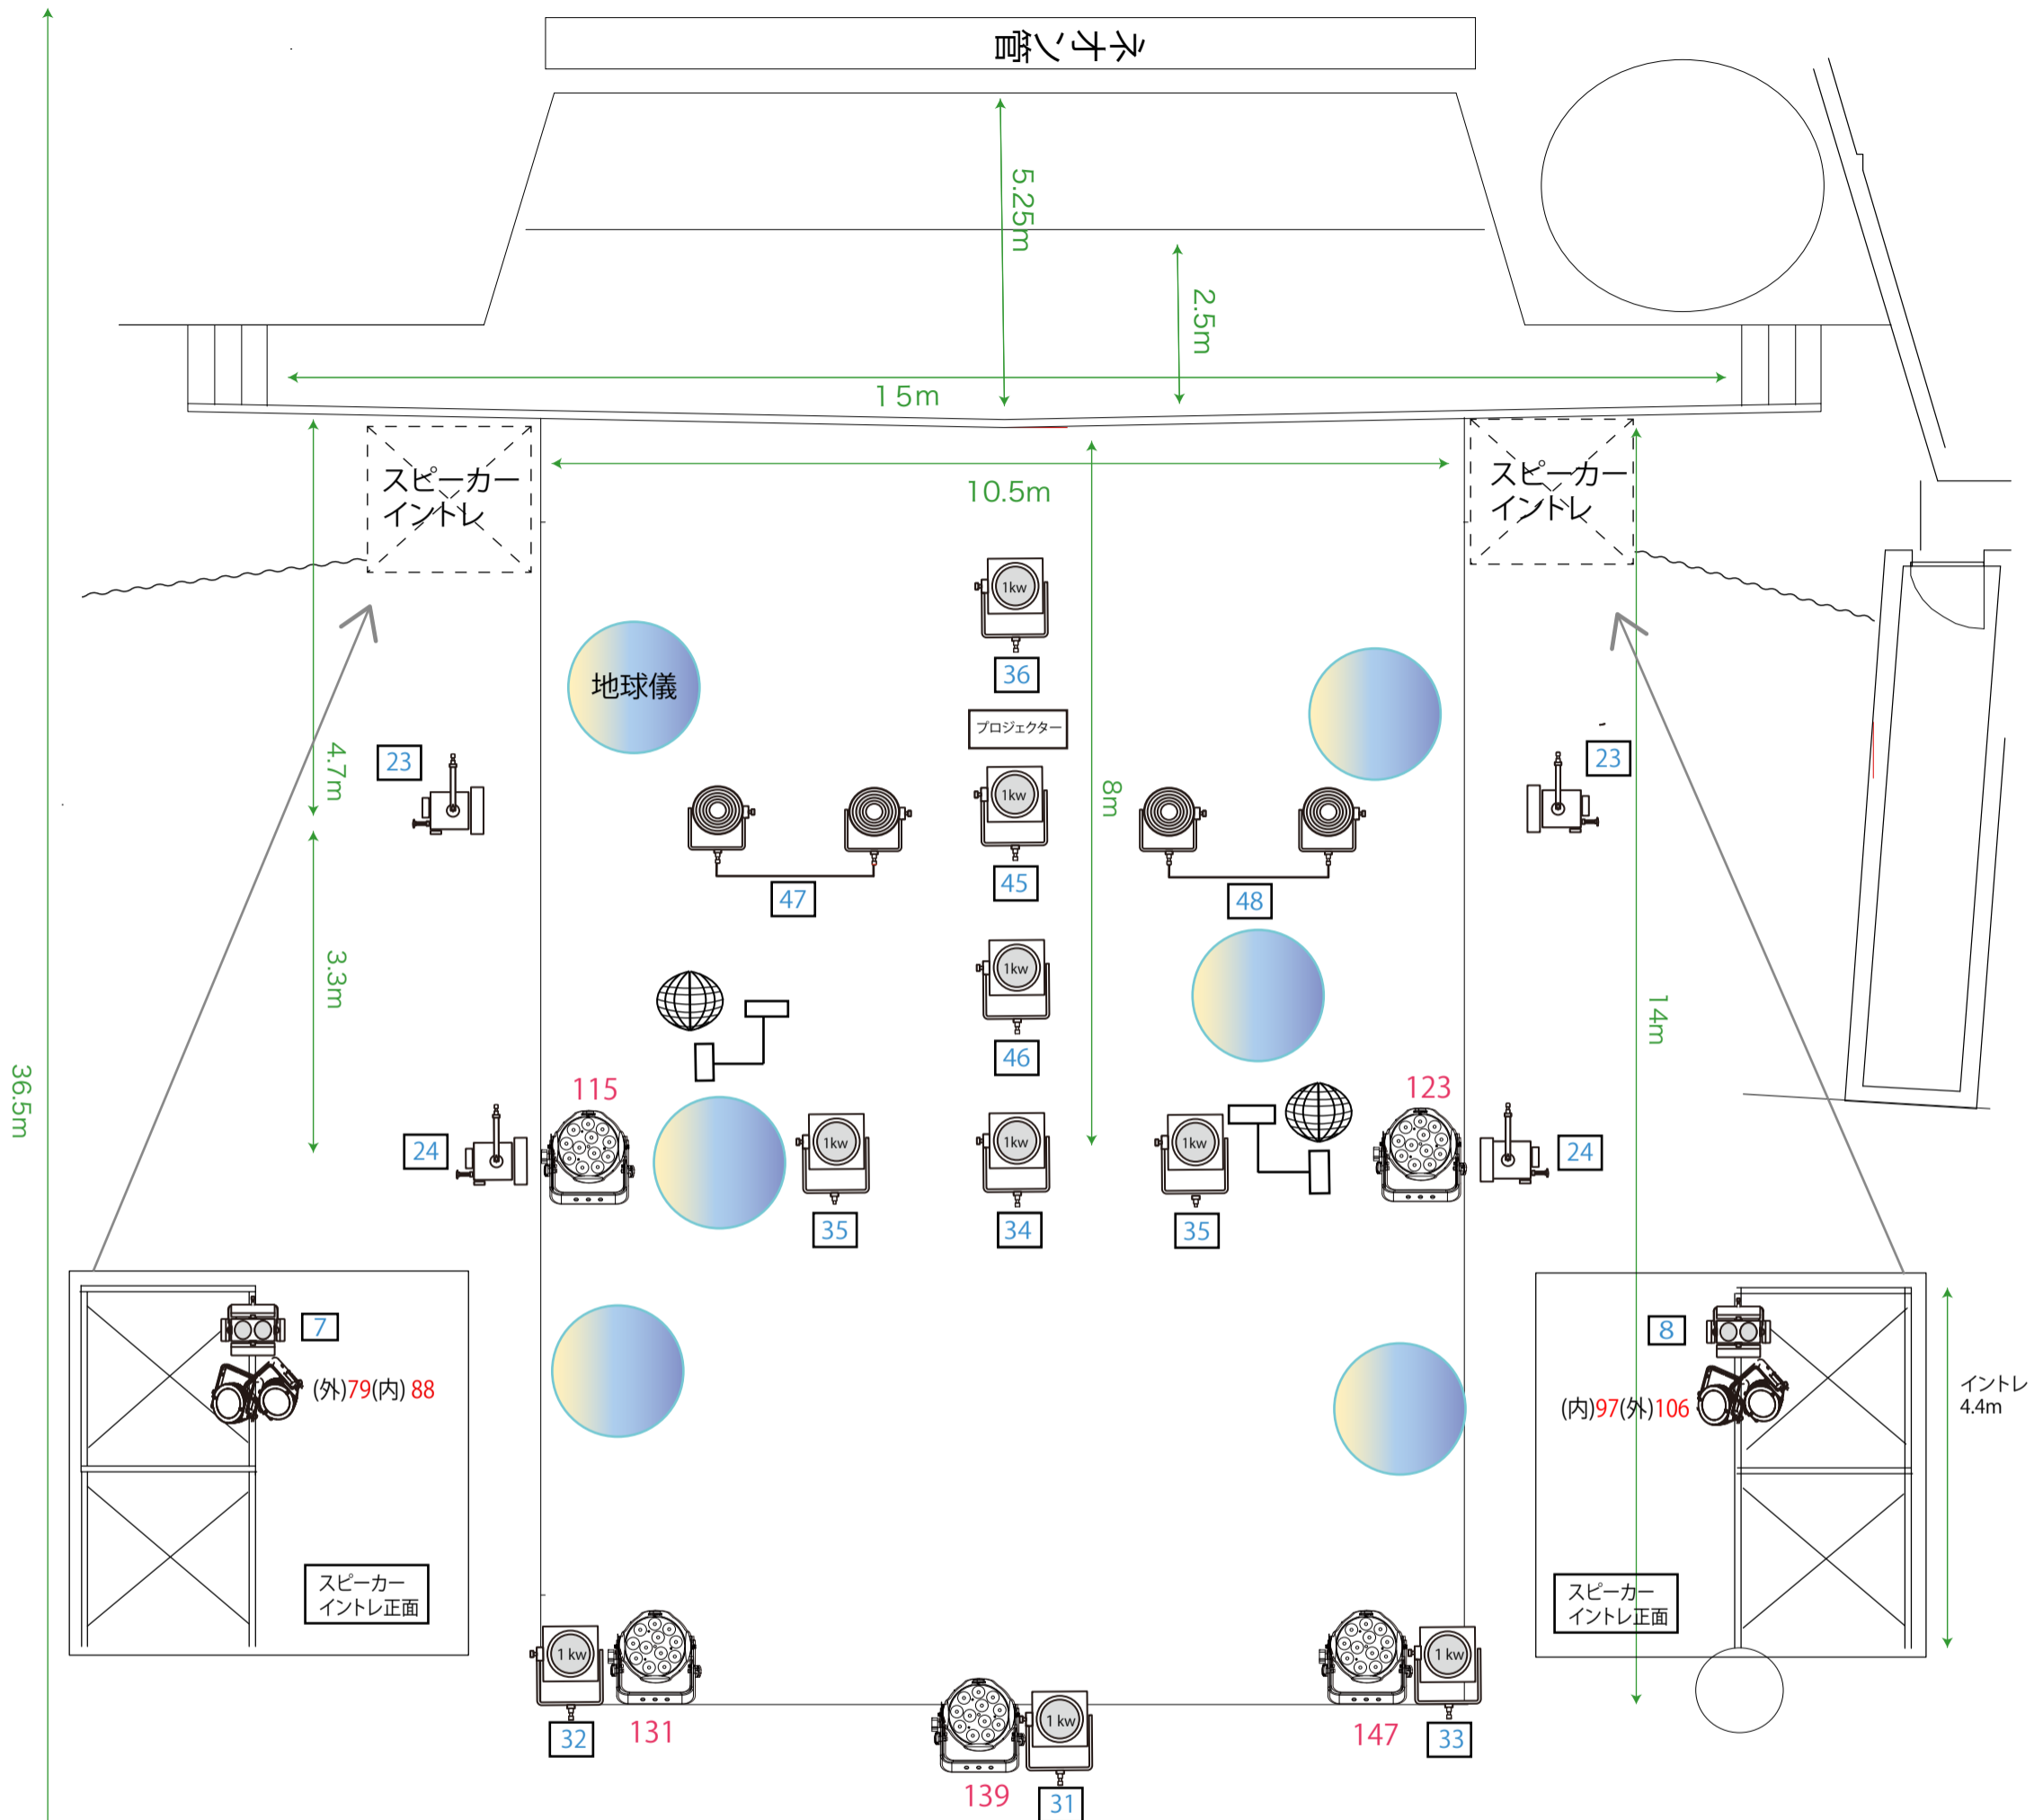 ネオン管
5.25m
2.5m
15m
スピーカー
イントレ
スピーカー
イントレ
10.5m
1kw
36
地球儀
プロジェクター
23
4.7m
23
1kw
8m
45
47
48
1kw
3.3m
46
14m
36.5m
115
123
24
1kw
1kw
1kw
24
35
34
35
7
8
(外)79(内) 88
(内)97(外)106
イントレ
4.4m
スピーカー
イントレ正面
スピーカー
イントレ正面
1 kw
1 kw
32
131
147
33
1 kw
139
31